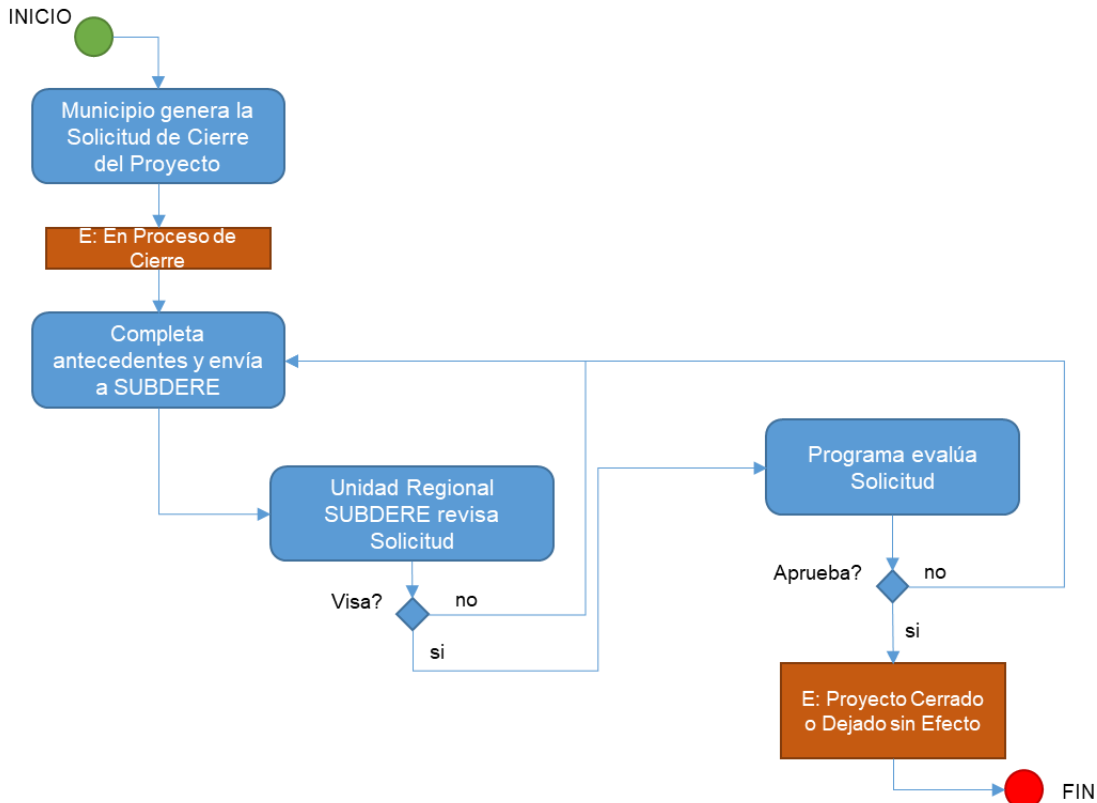 INICIO
Municipio genera la
Solicitud de Cierre
del Proyecto
E: En Proceso de
Cierre
Completa
antecedentes y envía
a SUBDERE
Unidad Regional
SUBDERE revisa
Solicitud
Visa?
no
si
Programa evalúa
Solicitud
Aprueba?
no
si
E: Proyecto Cerrado
o Dejado sin Efecto
FIN